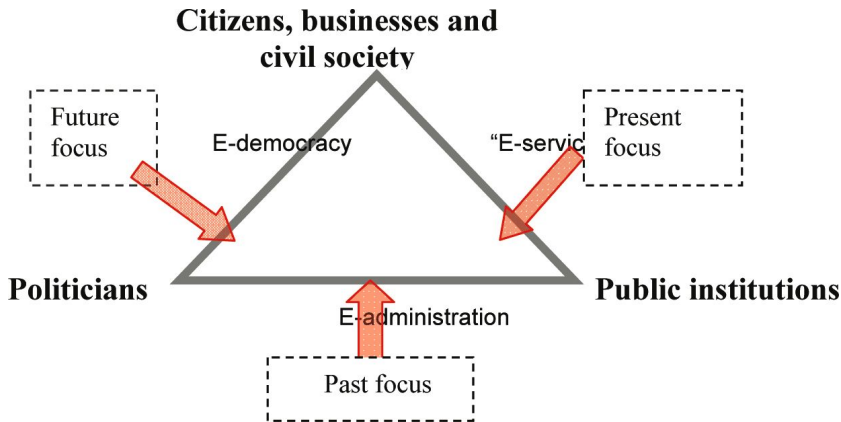 Citizens, businesses and
civil society
Future
focus
E-democracy
“E-servic
Present
focus
Politicians
Public institutions
E-administration
Past focus